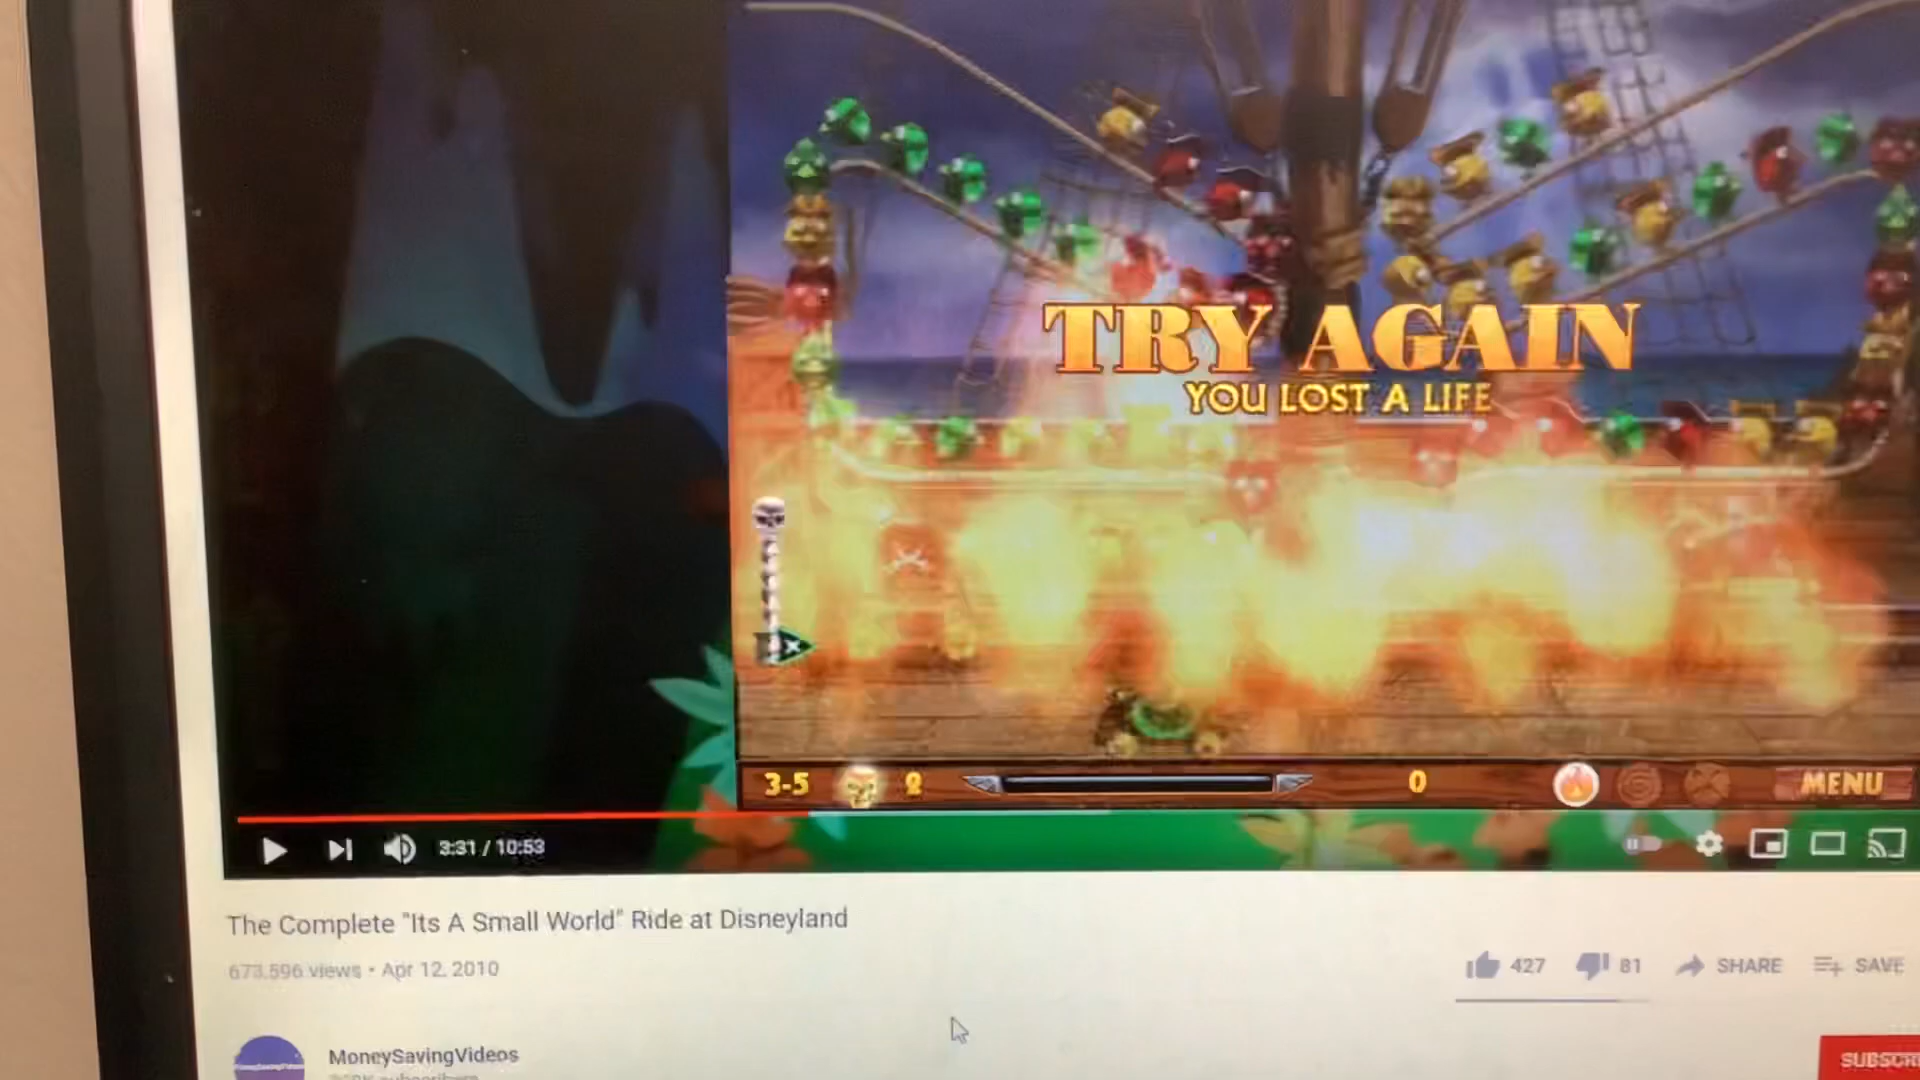 TRY AGAIN
YOU LOST A LIFE
3-5
2
0
MENU
3:31 / 10:53
The Complete "Its A Small World" Ride at Disneyland
673,596 views • Apr 12, 2010
427
81
SHARE
SAVE
MoneySavingVideos
SUBSCRI